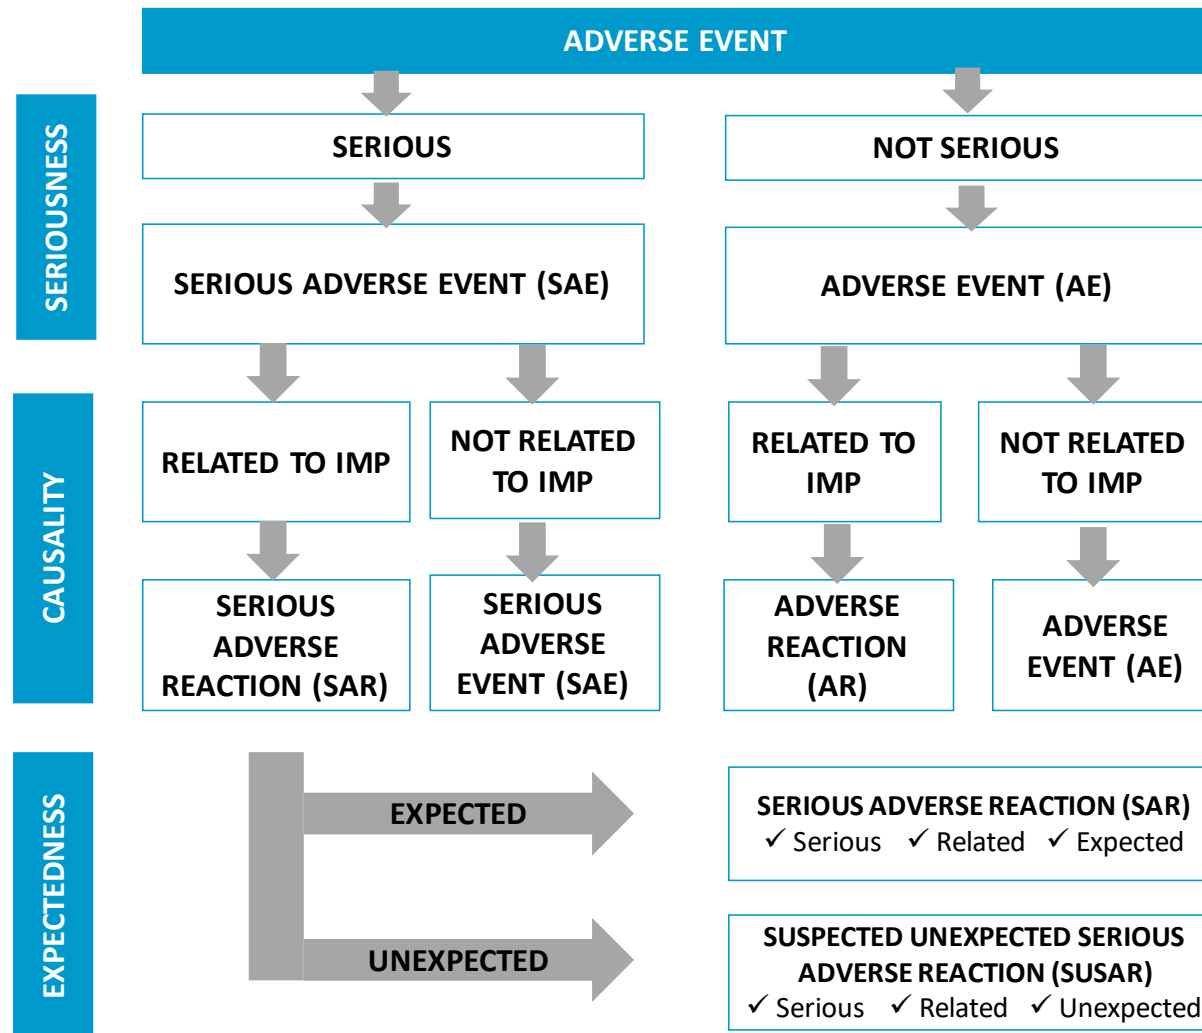 ADVERSE EVENT
SERIOUSNESS
SERIOUS
NOT SERIOUS
SERIOUS ADVERSE EVENT (SAE)
ADVERSE EVENT (AE)
CAUSALITY
RELATED TO IMP
NOT RELATED
TO IMP
RELATED TO
IMP
NOT RELATED
TO IMP
SERIOUS
ADVERSE
REACTION (SAR)
SERIOUS
ADVERSE
EVENT (SAE)
ADVERSE
REACTION
(AR)
ADVERSE
EVENT (AE)
EXPECTEDNESS
EXPECTED
SERIOUS ADVERSE REACTION (SAR)
✓ Serious ✓ Related ✓ Expected
UNEXPECTED
SUSPECTED UNEXPECTED SERIOUS
ADVERSE REACTION (SUSAR)
✓ Serious ✓ Related ✓ Unexpected